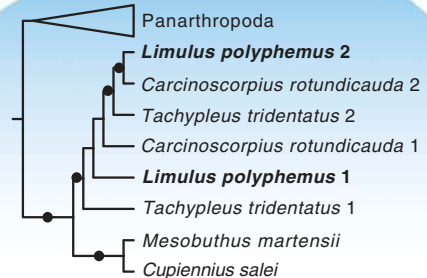 Panarthropoda
Limulus polyphemus 2
Carcinoscorpius rotundicauda 2
Tachypleus tridentatus 2
Carcinoscorpius rotundicauda 1
Limulus polyphemus 1
Tachypleus tridentatus 1
Mesobuthus martensii
Cupiennius salei